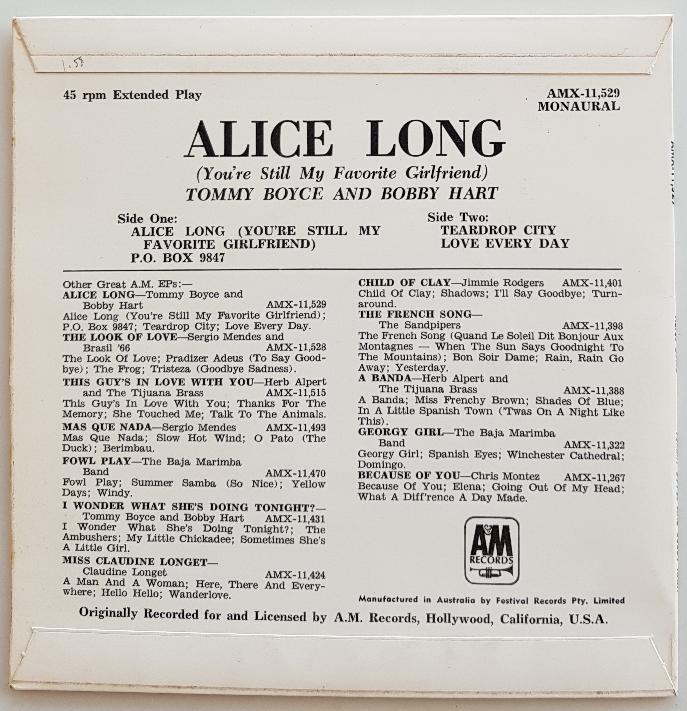 1.55
45 rpm Extended Play
AMX-11,529
MONAURAL
ALICE LONG
(You're Still My Favorite Girlfriend)
TOMMY BOYCE AND BOBBY HART
Side One:
ALICE LONG (YOU'RE STILL MY
FAVORITE GIRLFRIEND)
P.O. BOX 9847
Side Two:
TEARDROP CITY
LOVE EVERY DAY
Other Great A.M. EPs:—
ALICE LONG—Tommy Boyce and
Bobby Hart AMX-11,529
Alice Long (You're Still My Favorite Girlfriend);
P.O. Box 9847; Teardrop City; Love Every Day.
THE LOOK OF LOVE—Sergio Mendes and
Brasil '66 AMX-11,528
The Look Of Love; Pradizer Adeus (To Say Good-
bye); The Frog; Tristeza (Goodbye Sadness).
THIS GUY'S IN LOVE WITH YOU—Herb Alpert
and The Tijuana Brass AMX-11,515
This Guy's In Love With You; Thanks For The
Memory; She Touched Me; Talk To The Animals.
MAS QUE NADA—Sergio Mendes AMX-11,493
Mas Que Nada; Slow Hot Wind; O Pato (The
Duck); Berimbau.
FOWL PLAY—The Baja Marimba
Band AMX-11,470
Fowl Play; Summer Samba (So Nice); Yellow
Days; Windy.
I WONDER WHAT SHE'S DOING TONIGHT?—
Tommy Boyce and Bobby Hart AMX-11,431
I Wonder What She's Doing Tonight?; The
Ambushers; My Little Chickadee; Sometimes She's
A Little Girl.
MISS CLAUDINE LONGET—
Claudine Longet AMX-11,424
A Man And A Woman; Here, There And Every-
where; Hello Hello; Wanderlove.
CHILD OF CLAY—Jimmie Rodgers AMX-11,401
Child Of Clay; Shadows; I'll Say Goodbye; Turn-
around.
THE FRENCH SONG—
The Sandpipers AMX-11,398
The French Song (Quand Le Soleil Dit Bonjour Aux
Montagnes — When The Sun Says Goodnight To
The Mountains); Bon Soir Dame; Rain, Rain Go
Away; Yesterday.
A BANDA—Herb Alpert and
The Tijuana Brass AMX-11,388
A Banda; Miss Frenchy Brown; Shades Of Blue;
In A Little Spanish Town ('Twas On A Night Like
This).
GEORGY GIRL—The Baja Marimba
Band AMX-11,322
Georgy Girl; Spanish Eyes; Winchester Cathedral;
Domingo.
BECAUSE OF YOU—Chris Montez AMX-11,267
Because Of You; Elena; Going Out Of My Head;
What A Diff'rence A Day Made.
A&M
RECORDS
Manufactured in Australia by Festival Records Pty. Limited
Originally Recorded for and Licensed by A.M. Records, Hollywood, California, U.S.A.